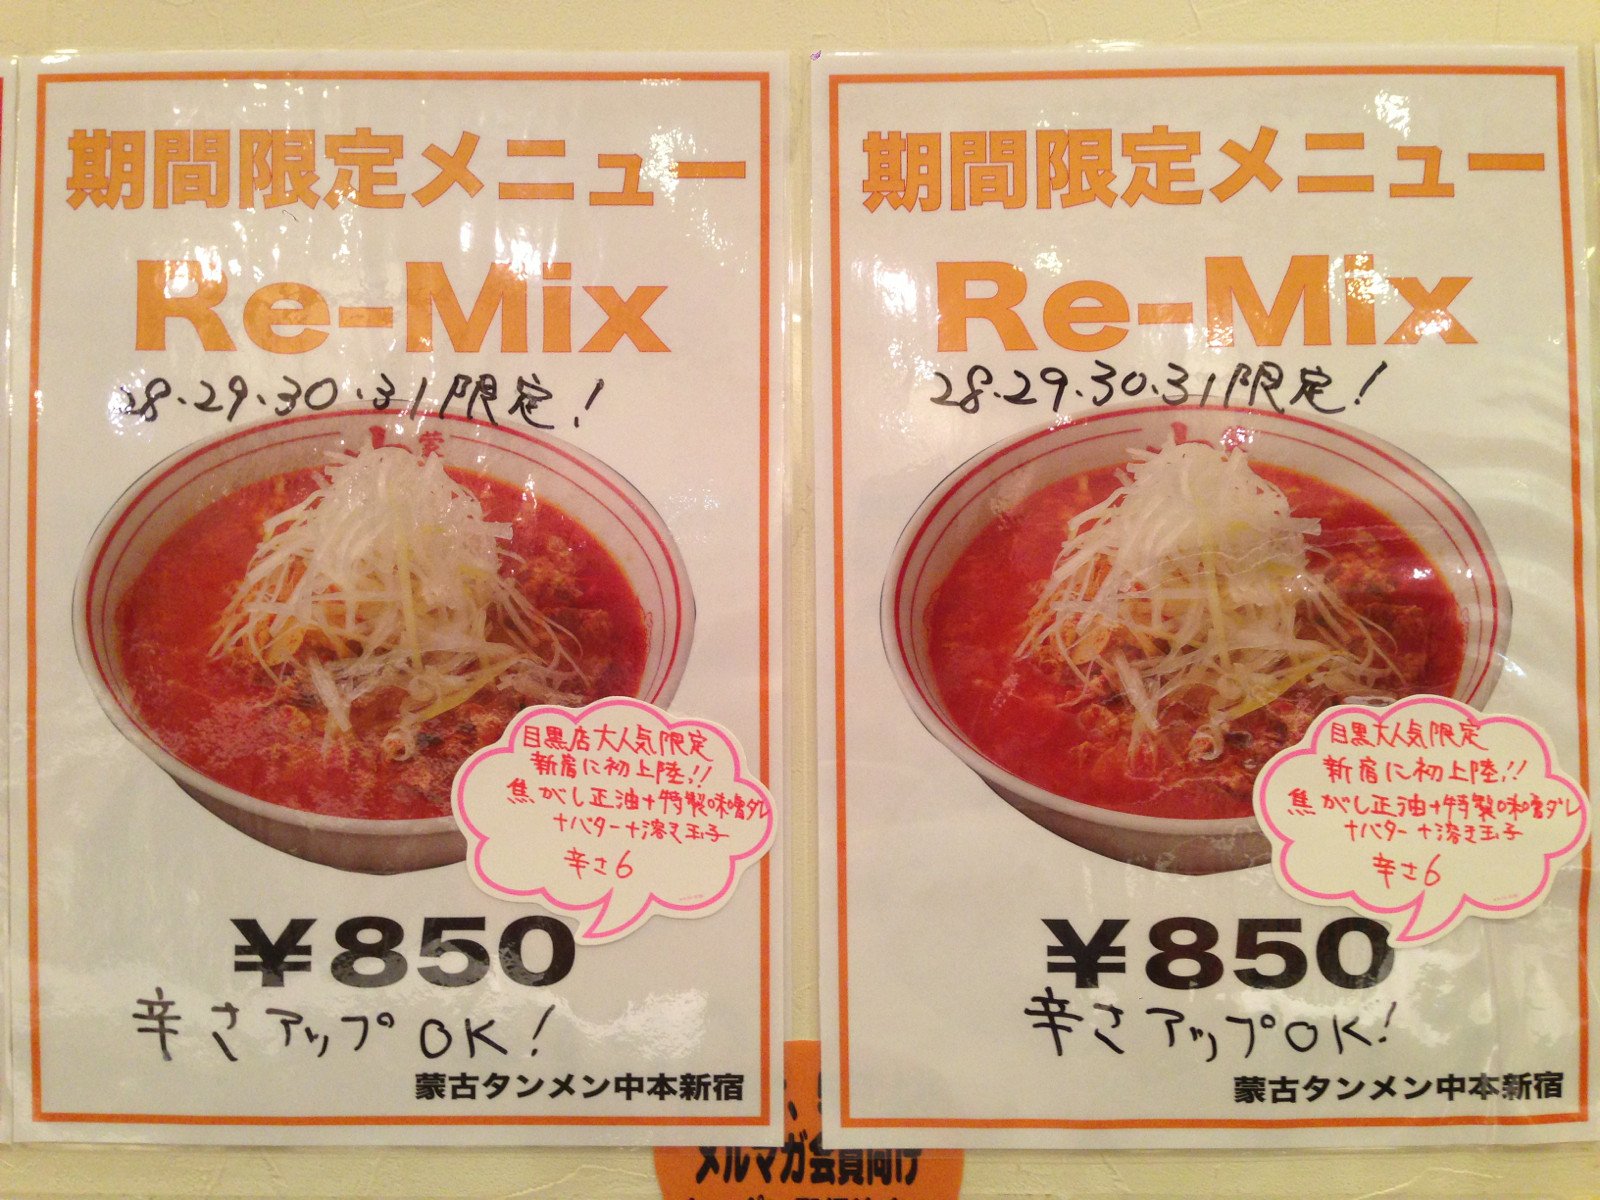 期間限定メニュー
Re-Mix
28.29.30.31限定!
目黒店大人気限定
新宿に初上陸!!
焦がし正油+特製味噌ダレ
+バター+溶き玉子
辛さ6
¥850
辛さアップOK!
蒙古タンメン中本新宿
期間限定メニュー
Re-Mix
28.29.30.31限定!
目黒大人気限定
新宿に初上陸!!
焦がし正油+特製味噌ダレ
+バター+溶き玉子
辛さ6
¥850
辛さアップOK!
蒙古タンメン中本新宿
メルマガ会員向け